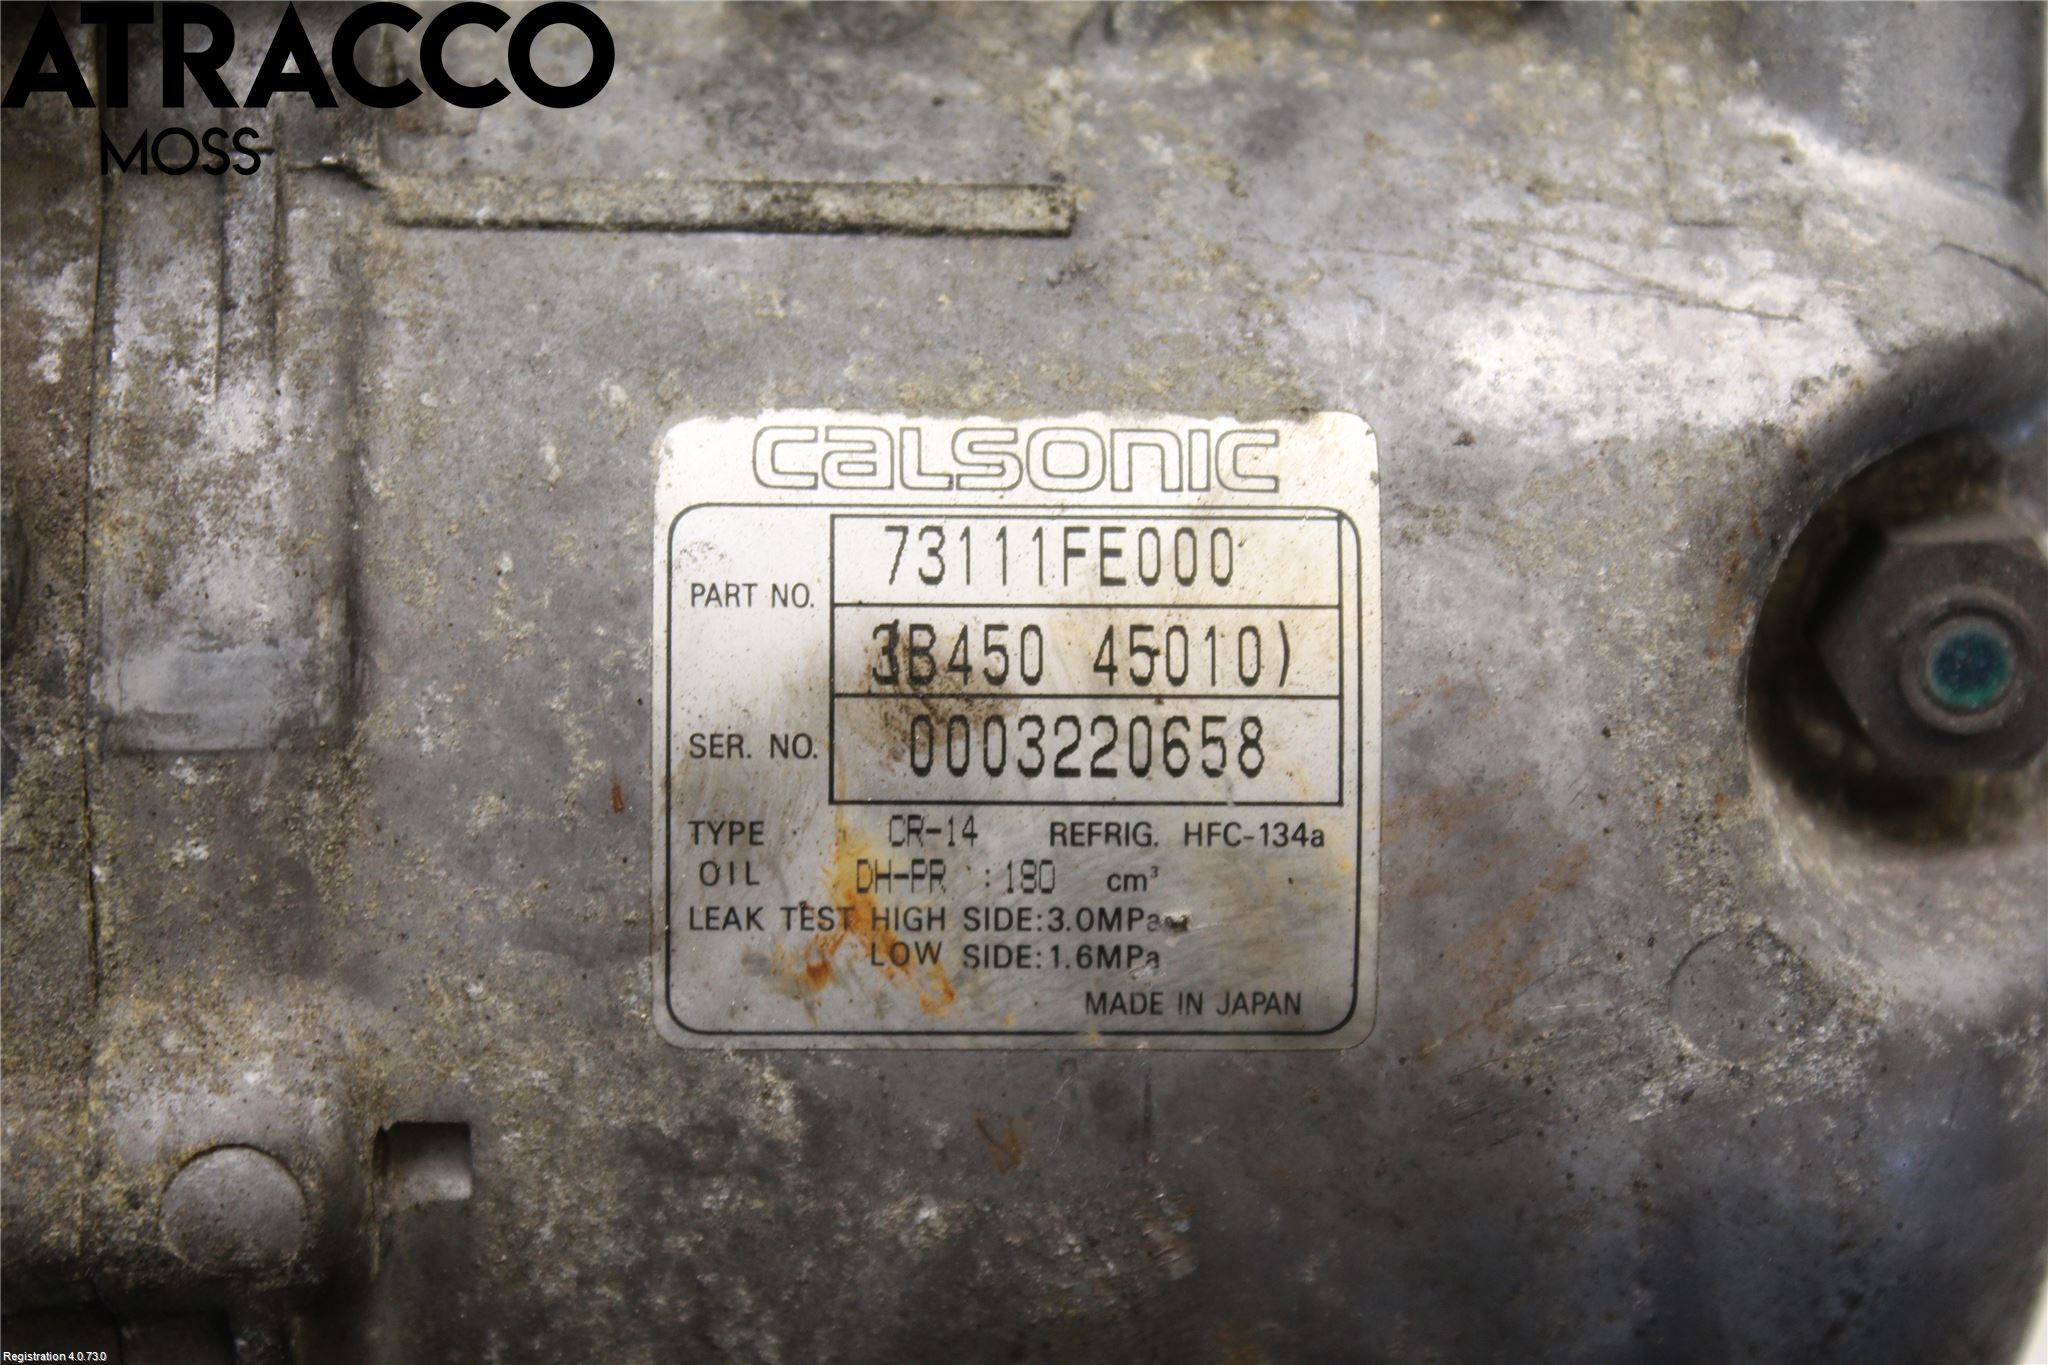 ATRACCO
MOSS
calsonic
PART NO. 73111FE000
(3B450 45010)
SER. NO. 0003220658
TYPE CR-14 REFRIG. HFC-134a
OIL DH-PR : 180 cm³
LEAK TEST HIGH SIDE:3.0MPa
LOW SIDE:1.6MPa
MADE IN JAPAN
Registration 4.0.73.0